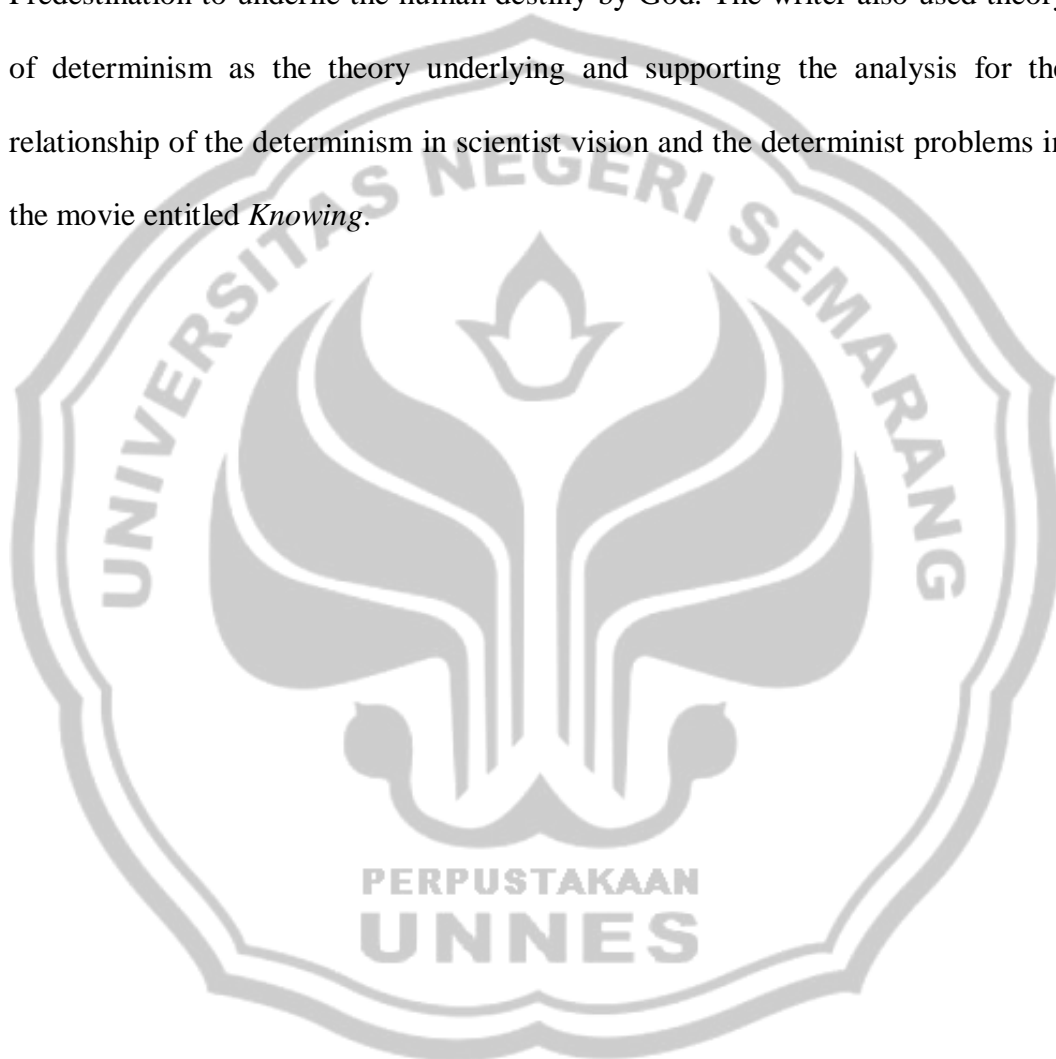 Predestination to underlie the human destiny by God. The writer also used theory
of determinism as the theory underlying and supporting the analysis for the
relationship of the determinism in scientist vision and the determinist problems in
the movie entitled Knowing.
UNIVERSITAS NEGERI SEMARANG
PERPUSTAKAAN
UNNES